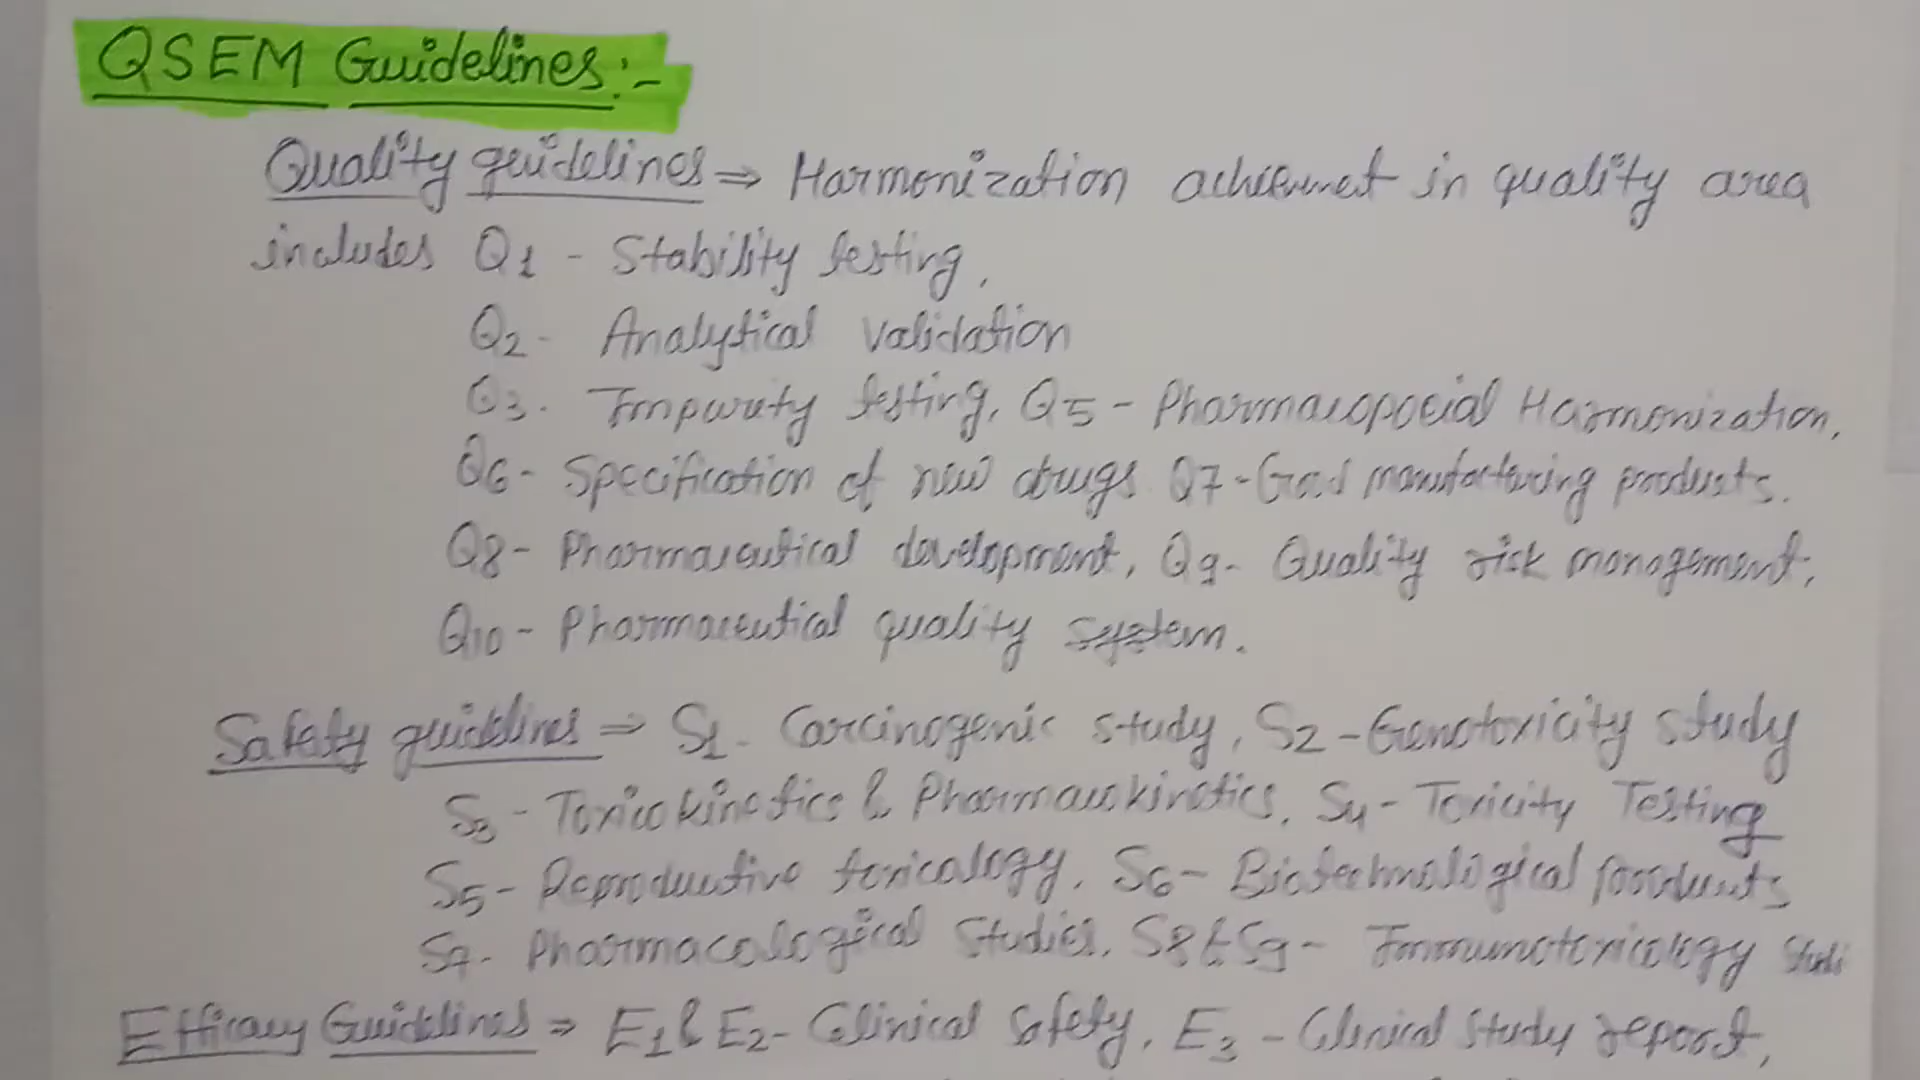 QSEM Guidelines:-
Quality guidelines ⇒ Harmonization achievmet in quality area
includes Q1 - Stability testing,
Q2 - Analytical validation
Q3. Impurity testing, Q5 - Pharmacopoeial Harmonization,
Q6 - Specification of new drugs Q7 - Good manufacturing products.
Q8 - Pharmaceutical development, Q9 - Quality risk management,
Q10 - Pharmaceutical quality system.
Safety guidelines ⇒ S1 - Carcinogenic study, S2 - Genotoxicity study
S3 - Toxicokinetics & Pharmacokinetics, S4 - Toxicity Testing
S5 - Reproductive toxicalogy, S6 - Biotechnological products
S7 - Pharmacological Studies, S8 & S9 - Immunotoxicology Studi
Efficacy Guidelines ⇒ E1 & E2 - Clinical Safety, E3 - Clinical Study report,